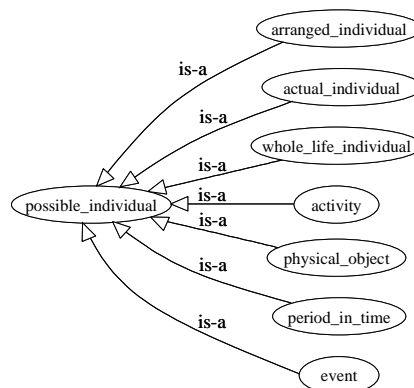 arranged_individual
is-a
actual_individual
is-a
whole_life_individual
is-a
possible_individual
is-a
activity
is-a
physical_object
is-a
period_in_time
is-a
event